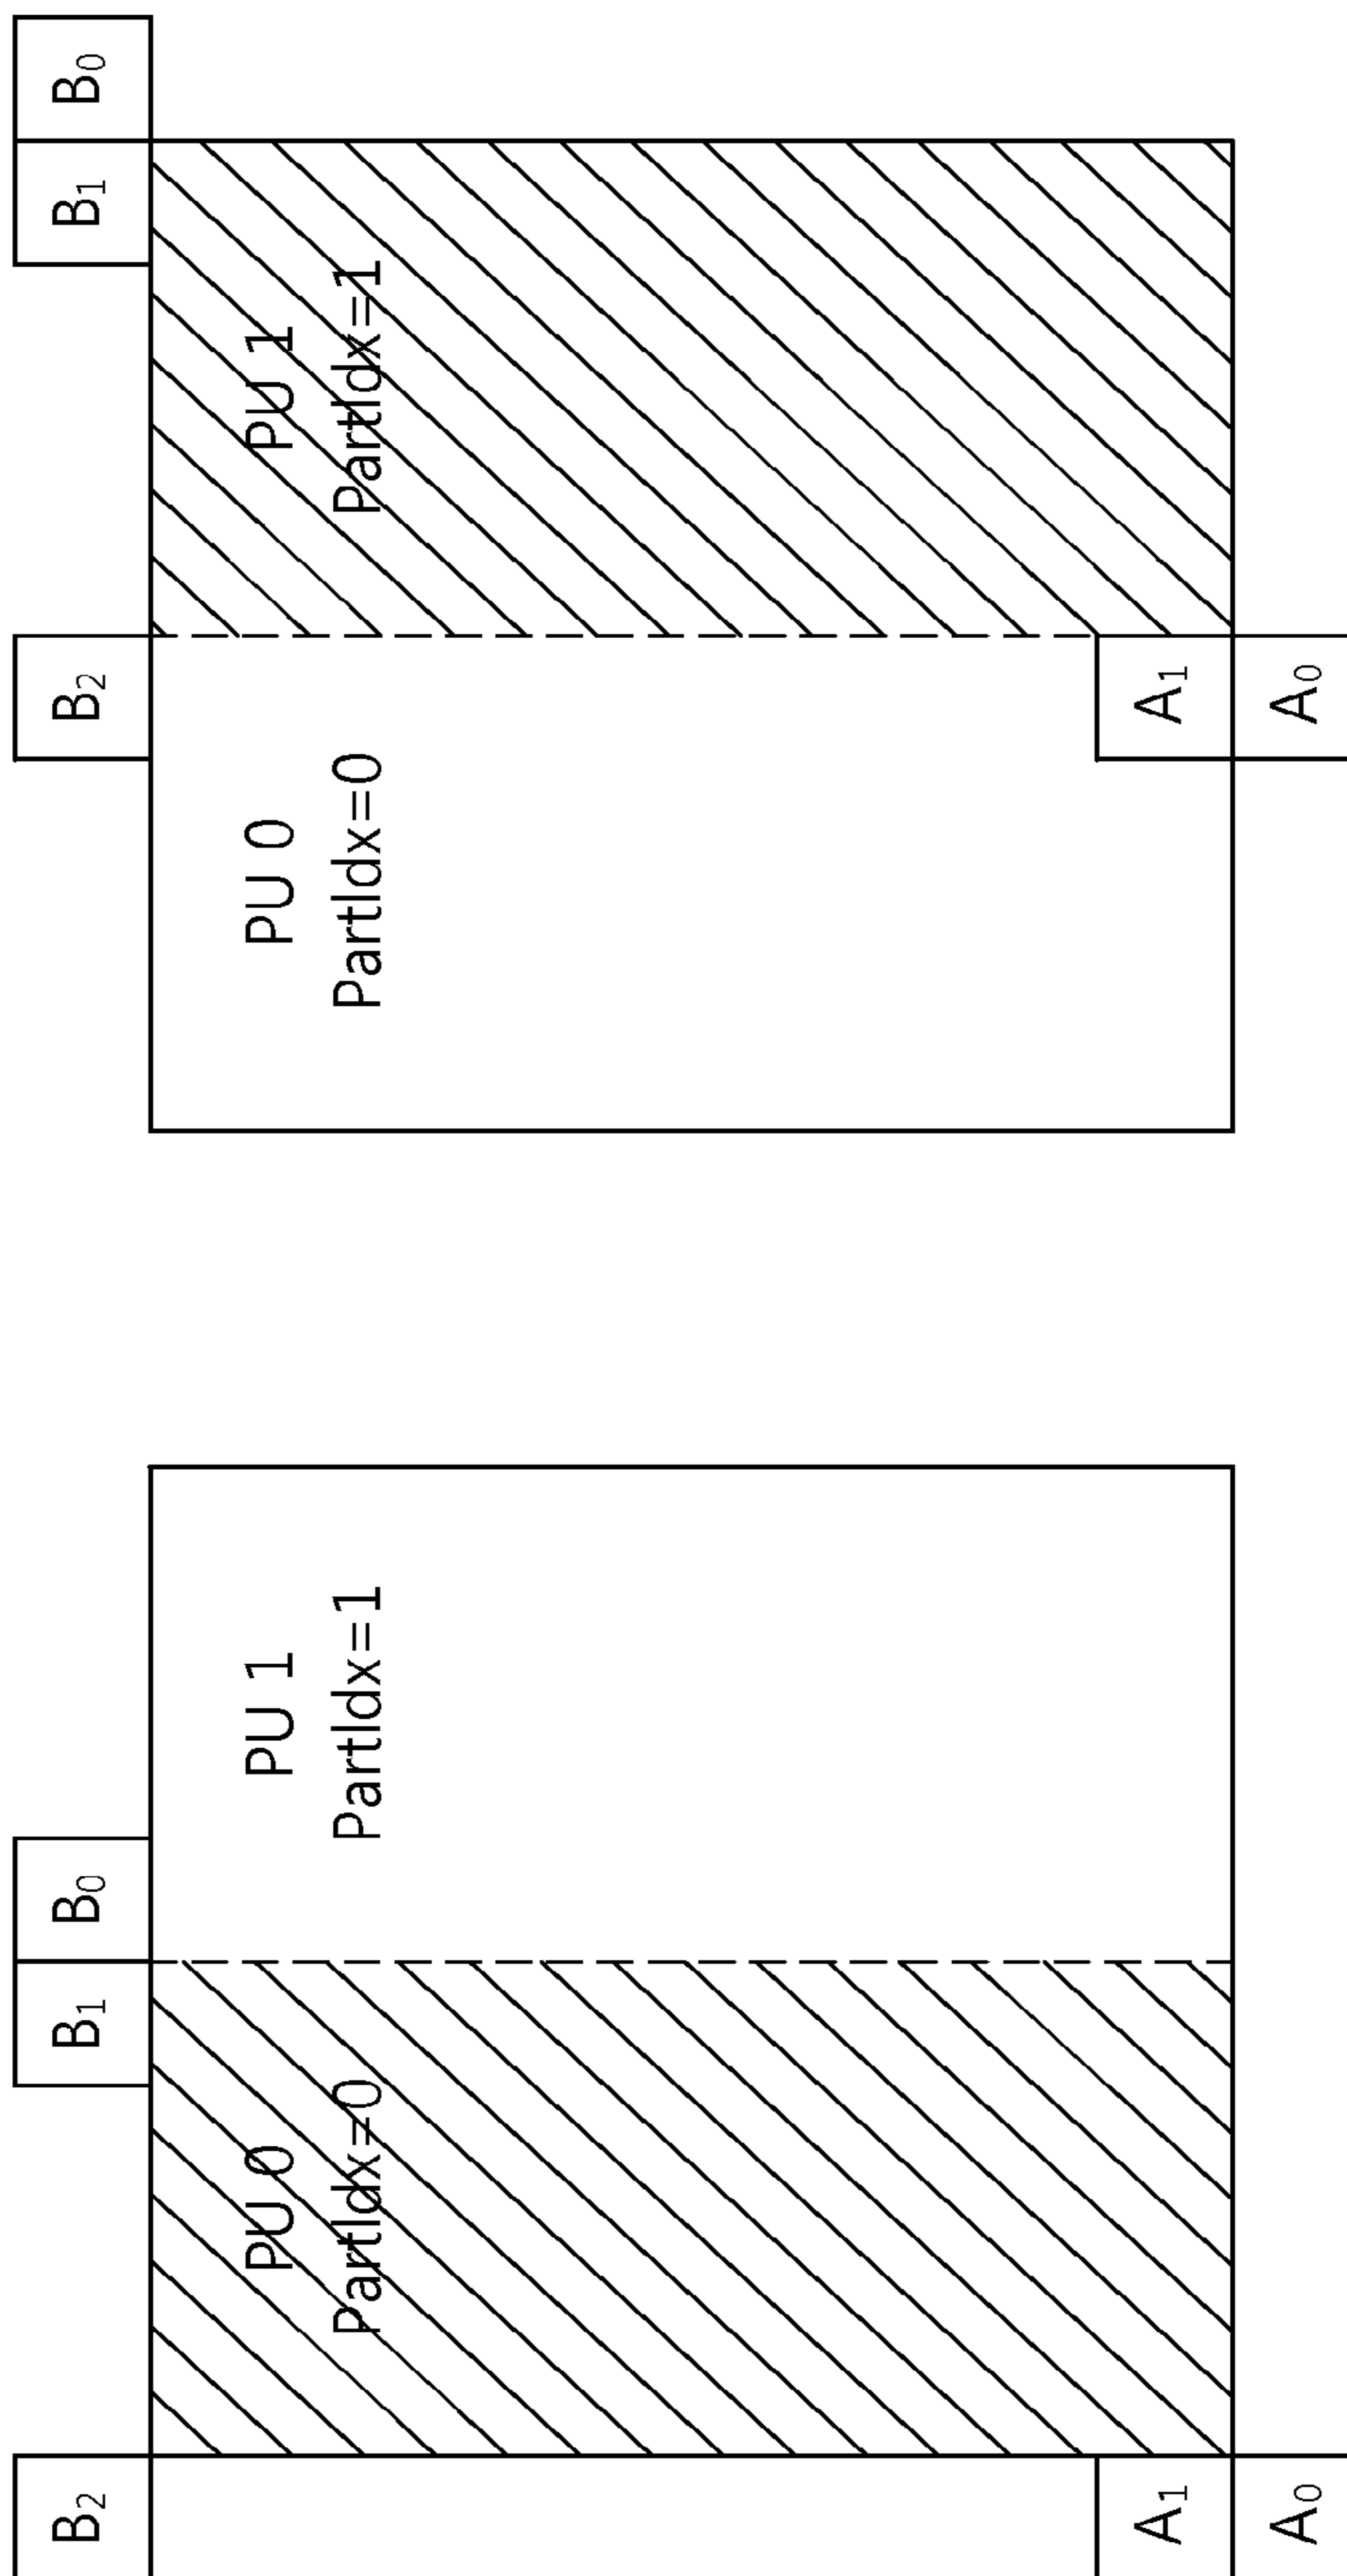 B₂
B₁
B₀
PU 0
PartIdx=0
PU 1
PartIdx=1
A₁
A₀
B₂
B₁
B₀
PU 0
PartIdx=0
PU 1
PartIdx=1
A₁
A₀